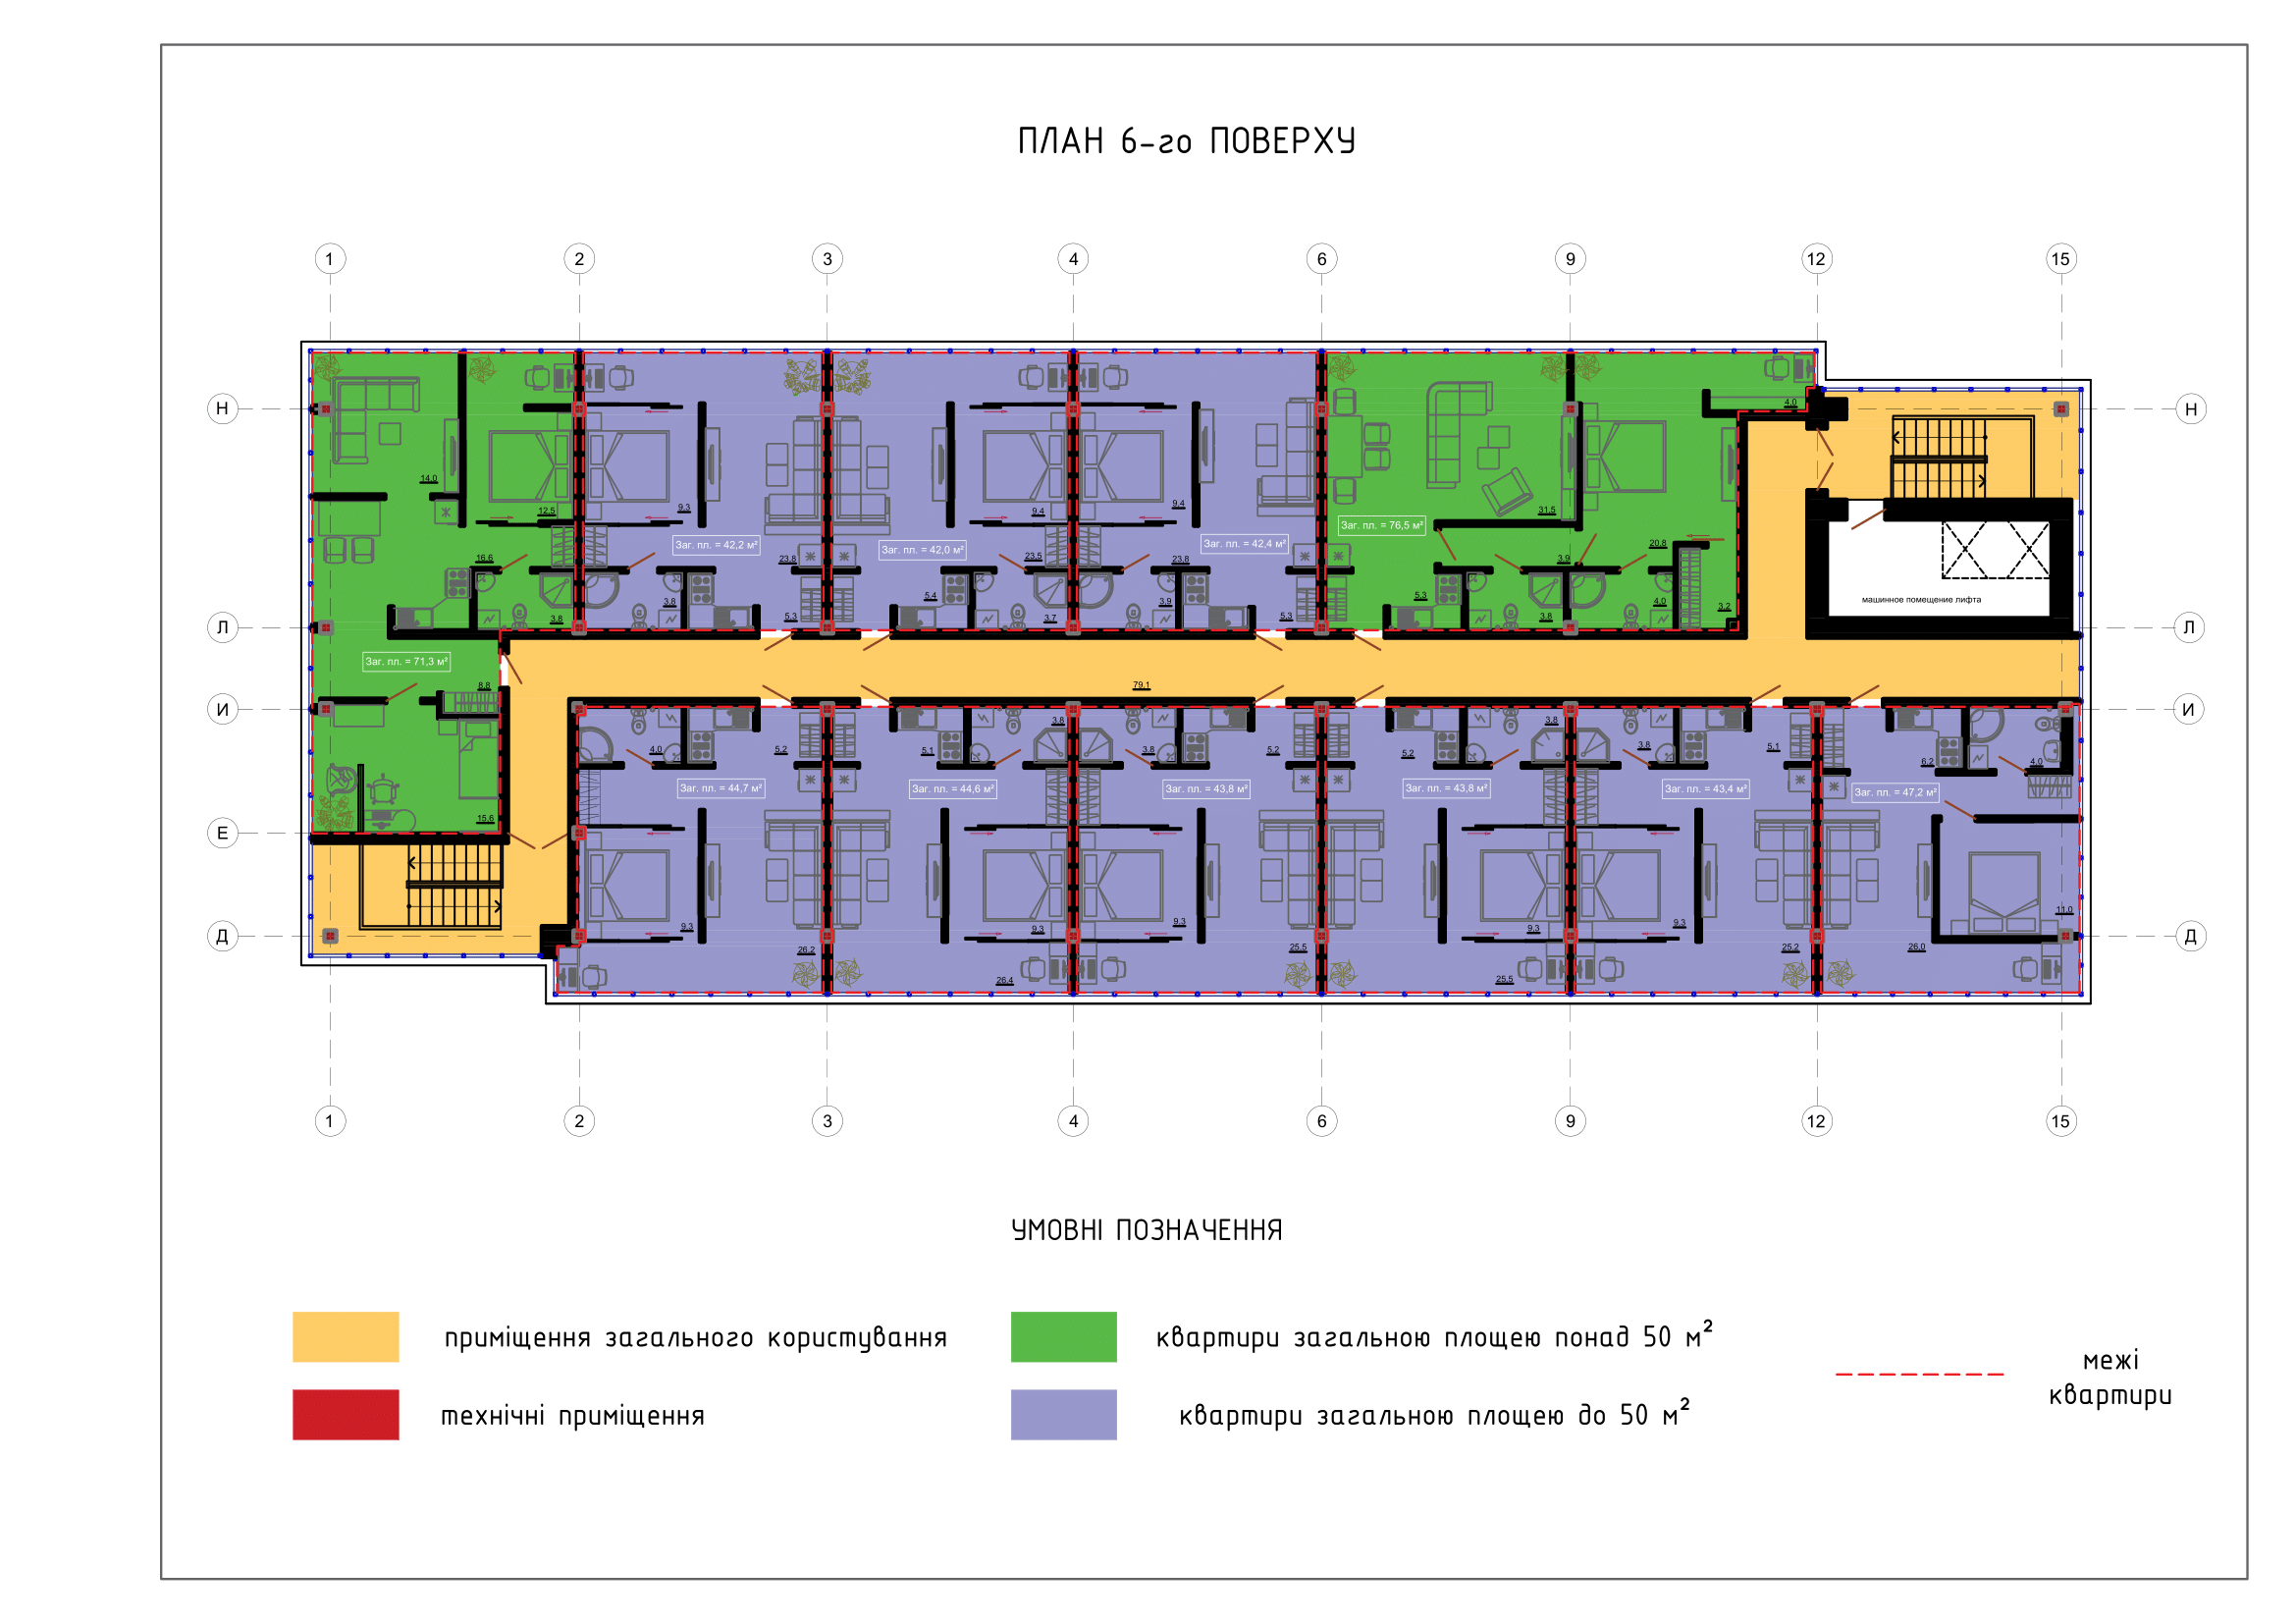 ПЛАН 6-го ПОВЕРХУ
1 2 3 4 6 9 12 15
Н Н
4.0
14.0
12.5 9.3 9.4 9.4 31.5
Заг. пл. = 76,5 м²
Заг. пл. = 42,2 м² Заг. пл. = 42,0 м² Заг. пл. = 42,4 м²
20.8
16.6 23.8 23.5 23.8 3.9
5.4 5.3
3.8 3.9 4.0 3.2
машинное помещение лифта
3.8 5.3 3.7 5.3 3.8
Л Л
Заг. пл. = 71,3 м²
8.8 79.1
И И
4.0 5.2 5.1 3.8 3.8 5.2 5.2 3.8 3.8 5.1 6.2 4.0
Заг. пл. = 44,7 м² Заг. пл. = 44,6 м² Заг. пл. = 43,8 м² Заг. пл. = 43,8 м² Заг. пл. = 43,4 м² Заг. пл. = 47,2 м²
15.6
Е
11.0
9.3 9.3 9.3 9.3 9.3
Д Д
26.2 25.5 25.2 26.0
26.4 25.5
1 2 3 4 6 9 12 15
УМОВНІ ПОЗНАЧЕННЯ
приміщення загального користування
технічні приміщення
квартири загальною площею понад 50 м²
квартири загальною площею до 50 м²
межі
квартири